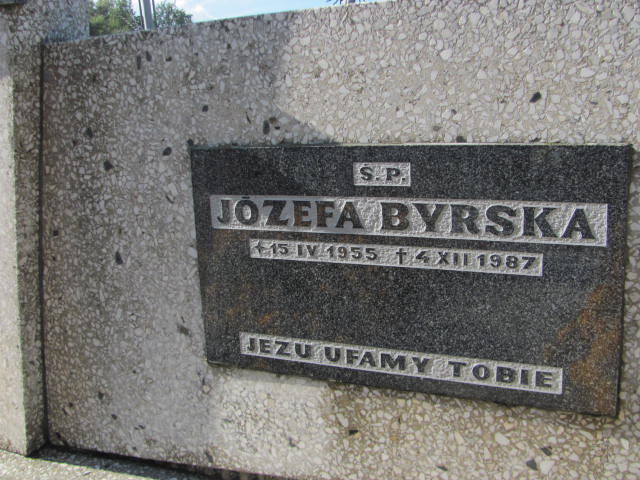 Ś.P.
JÓZEFA BYRSKA
✢15 IV 1955 ✝4 XII 1987
JEZU UFAMY TOBIE